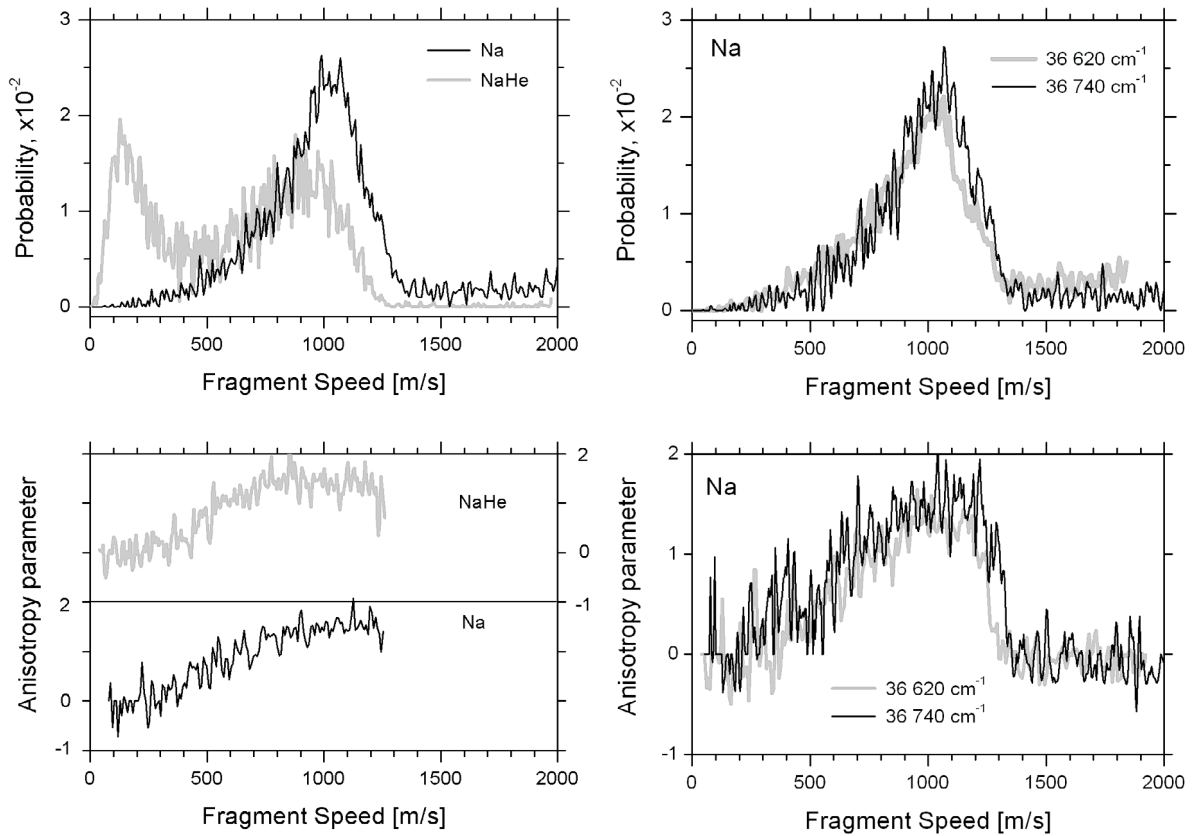 3
2
1
0
Probability, x10⁻²
Na
NaHe
0
500
1000
1500
2000
Fragment Speed [m/s]
3
2
1
0
Probability, x10⁻²
Na
36 620 cm⁻¹
36 740 cm⁻¹
0
500
1000
1500
2000
Fragment Speed [m/s]
2
1
0
-1
Anisotropy parameter
2
1
0
-1
NaHe
Na
0
500
1000
1500
2000
Fragment Speed [m/s]
2
1
0
-1
Anisotropy parameter
Na
36 620 cm⁻¹
36 740 cm⁻¹
0
500
1000
1500
2000
Fragment Speed [m/s]